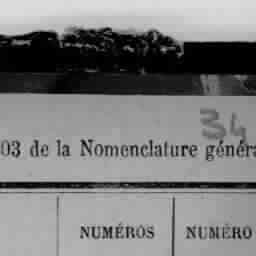 34
03 de la Nomenclature généra
NUMÉROS NUMÉRO